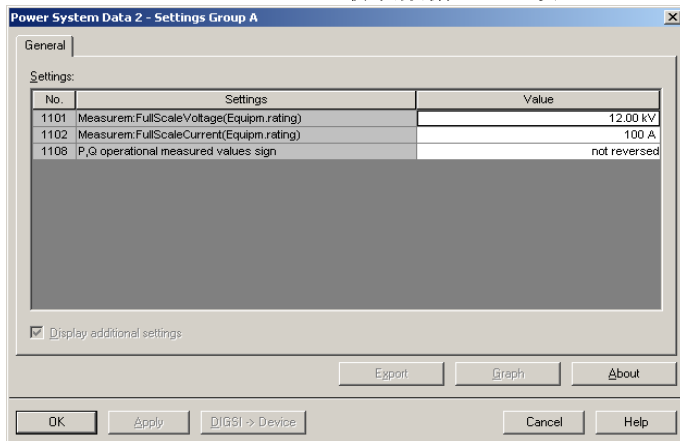 Power System Data 2 - Settings Group A
General
Settings:
No. Settings Value
1101 Measurem:FullScaleVoltage(Equipm.rating) 12.00 kV
1102 Measurem:FullScaleCurrent(Equipm.rating) 100 A
1108 P,Q operational measured values sign not reversed
Display additional settings
Export Graph About
OK Apply DIGSI -> Device Cancel Help